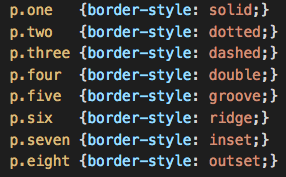 p.one   {border-style: solid;}
p.two   {border-style: dotted;}
p.three {border-style: dashed;}
p.four  {border-style: double;}
p.five  {border-style: groove;}
p.six   {border-style: ridge;}
p.seven {border-style: inset;}
p.eight {border-style: outset;}